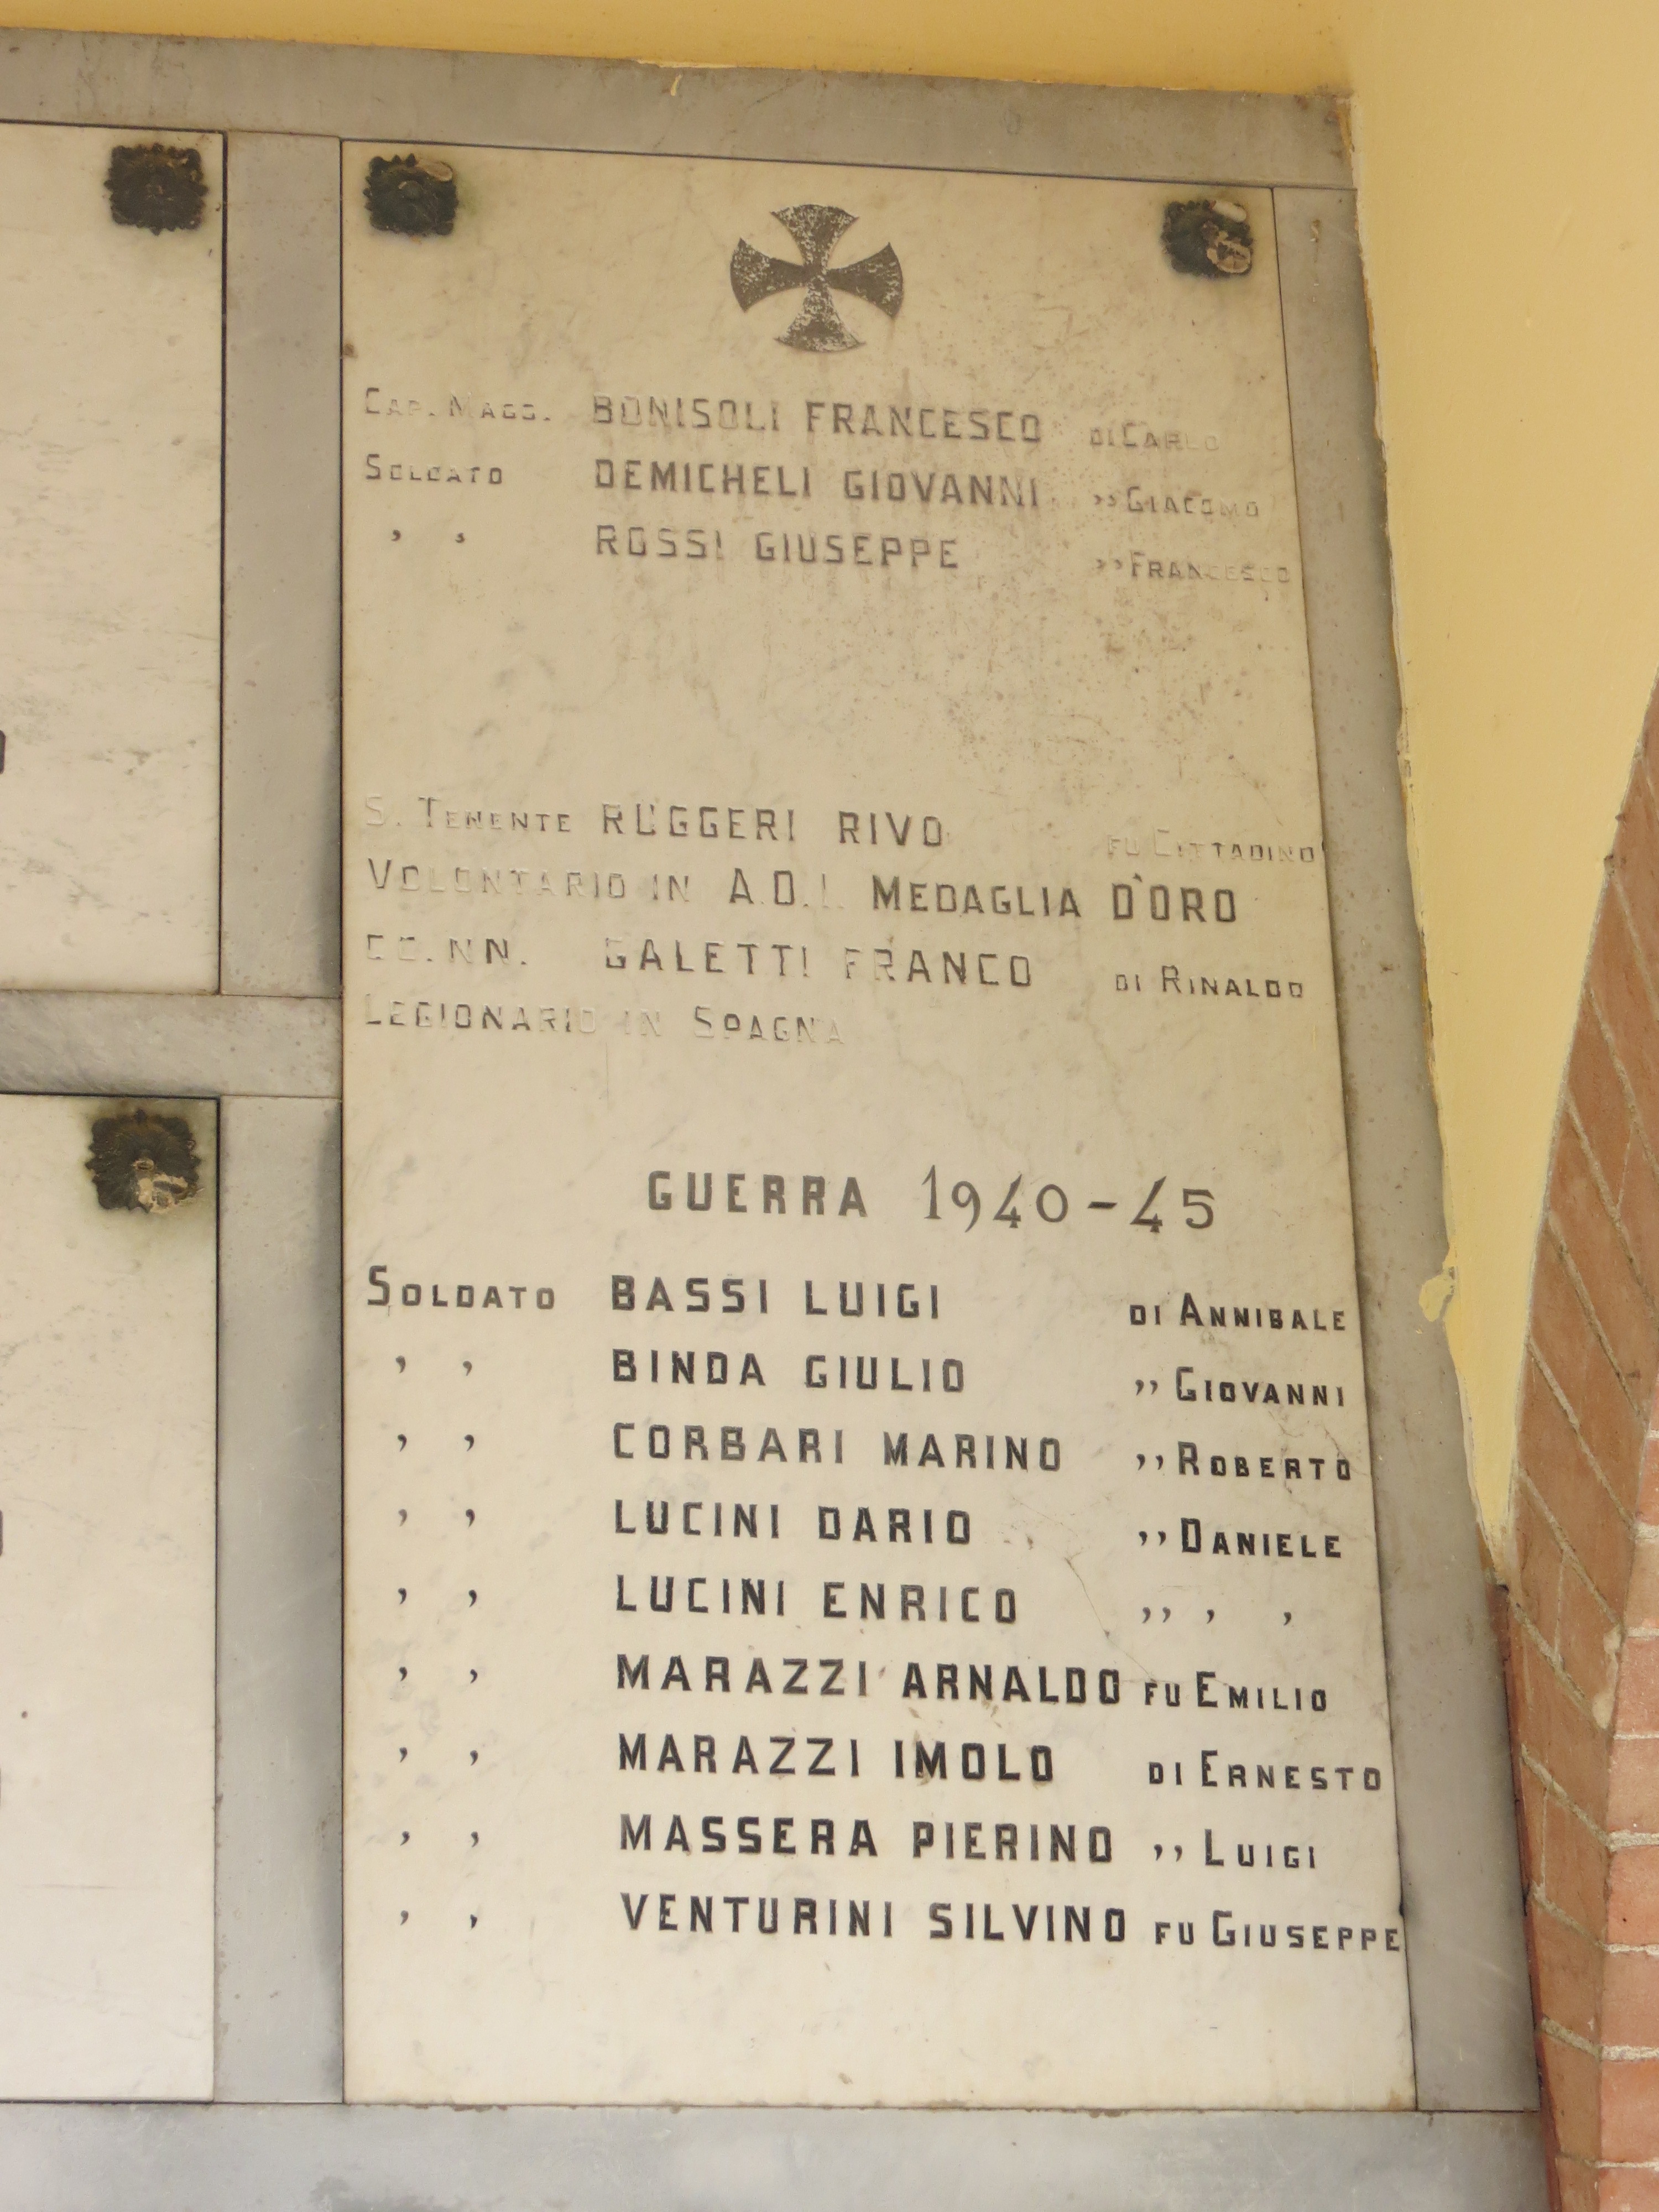 CAP. MAGG. BONISOLI FRANCESCO DI CARLO
SOLDATO DEMICHELI GIOVANNI ,, GIACOMO
, , ROSSI GIUSEPPE ,, FRANCESCO
S. TENENTE RUGGERI RIVO FU CITTADINO
VOLONTARIO IN A.O.I. MEDAGLIA D'ORO
CC.NN. GALETTI FRANCO DI RINALDO
LEGIONARIO IN SPAGNA
GUERRA 1940-45
SOLDATO BASSI LUIGI DI ANNIBALE
, , BINDA GIULIO ,, GIOVANNI
, , CORBARI MARINO ,, ROBERTO
, , LUCINI DARIO ,, DANIELE
, , LUCINI ENRICO ,, , ,
, , MARAZZI ARNALDO FU EMILIO
, , MARAZZI IMOLO DI ERNESTO
, , MASSERA PIERINO ,, LUIGI
, , VENTURINI SILVINO FU GIUSEPPE